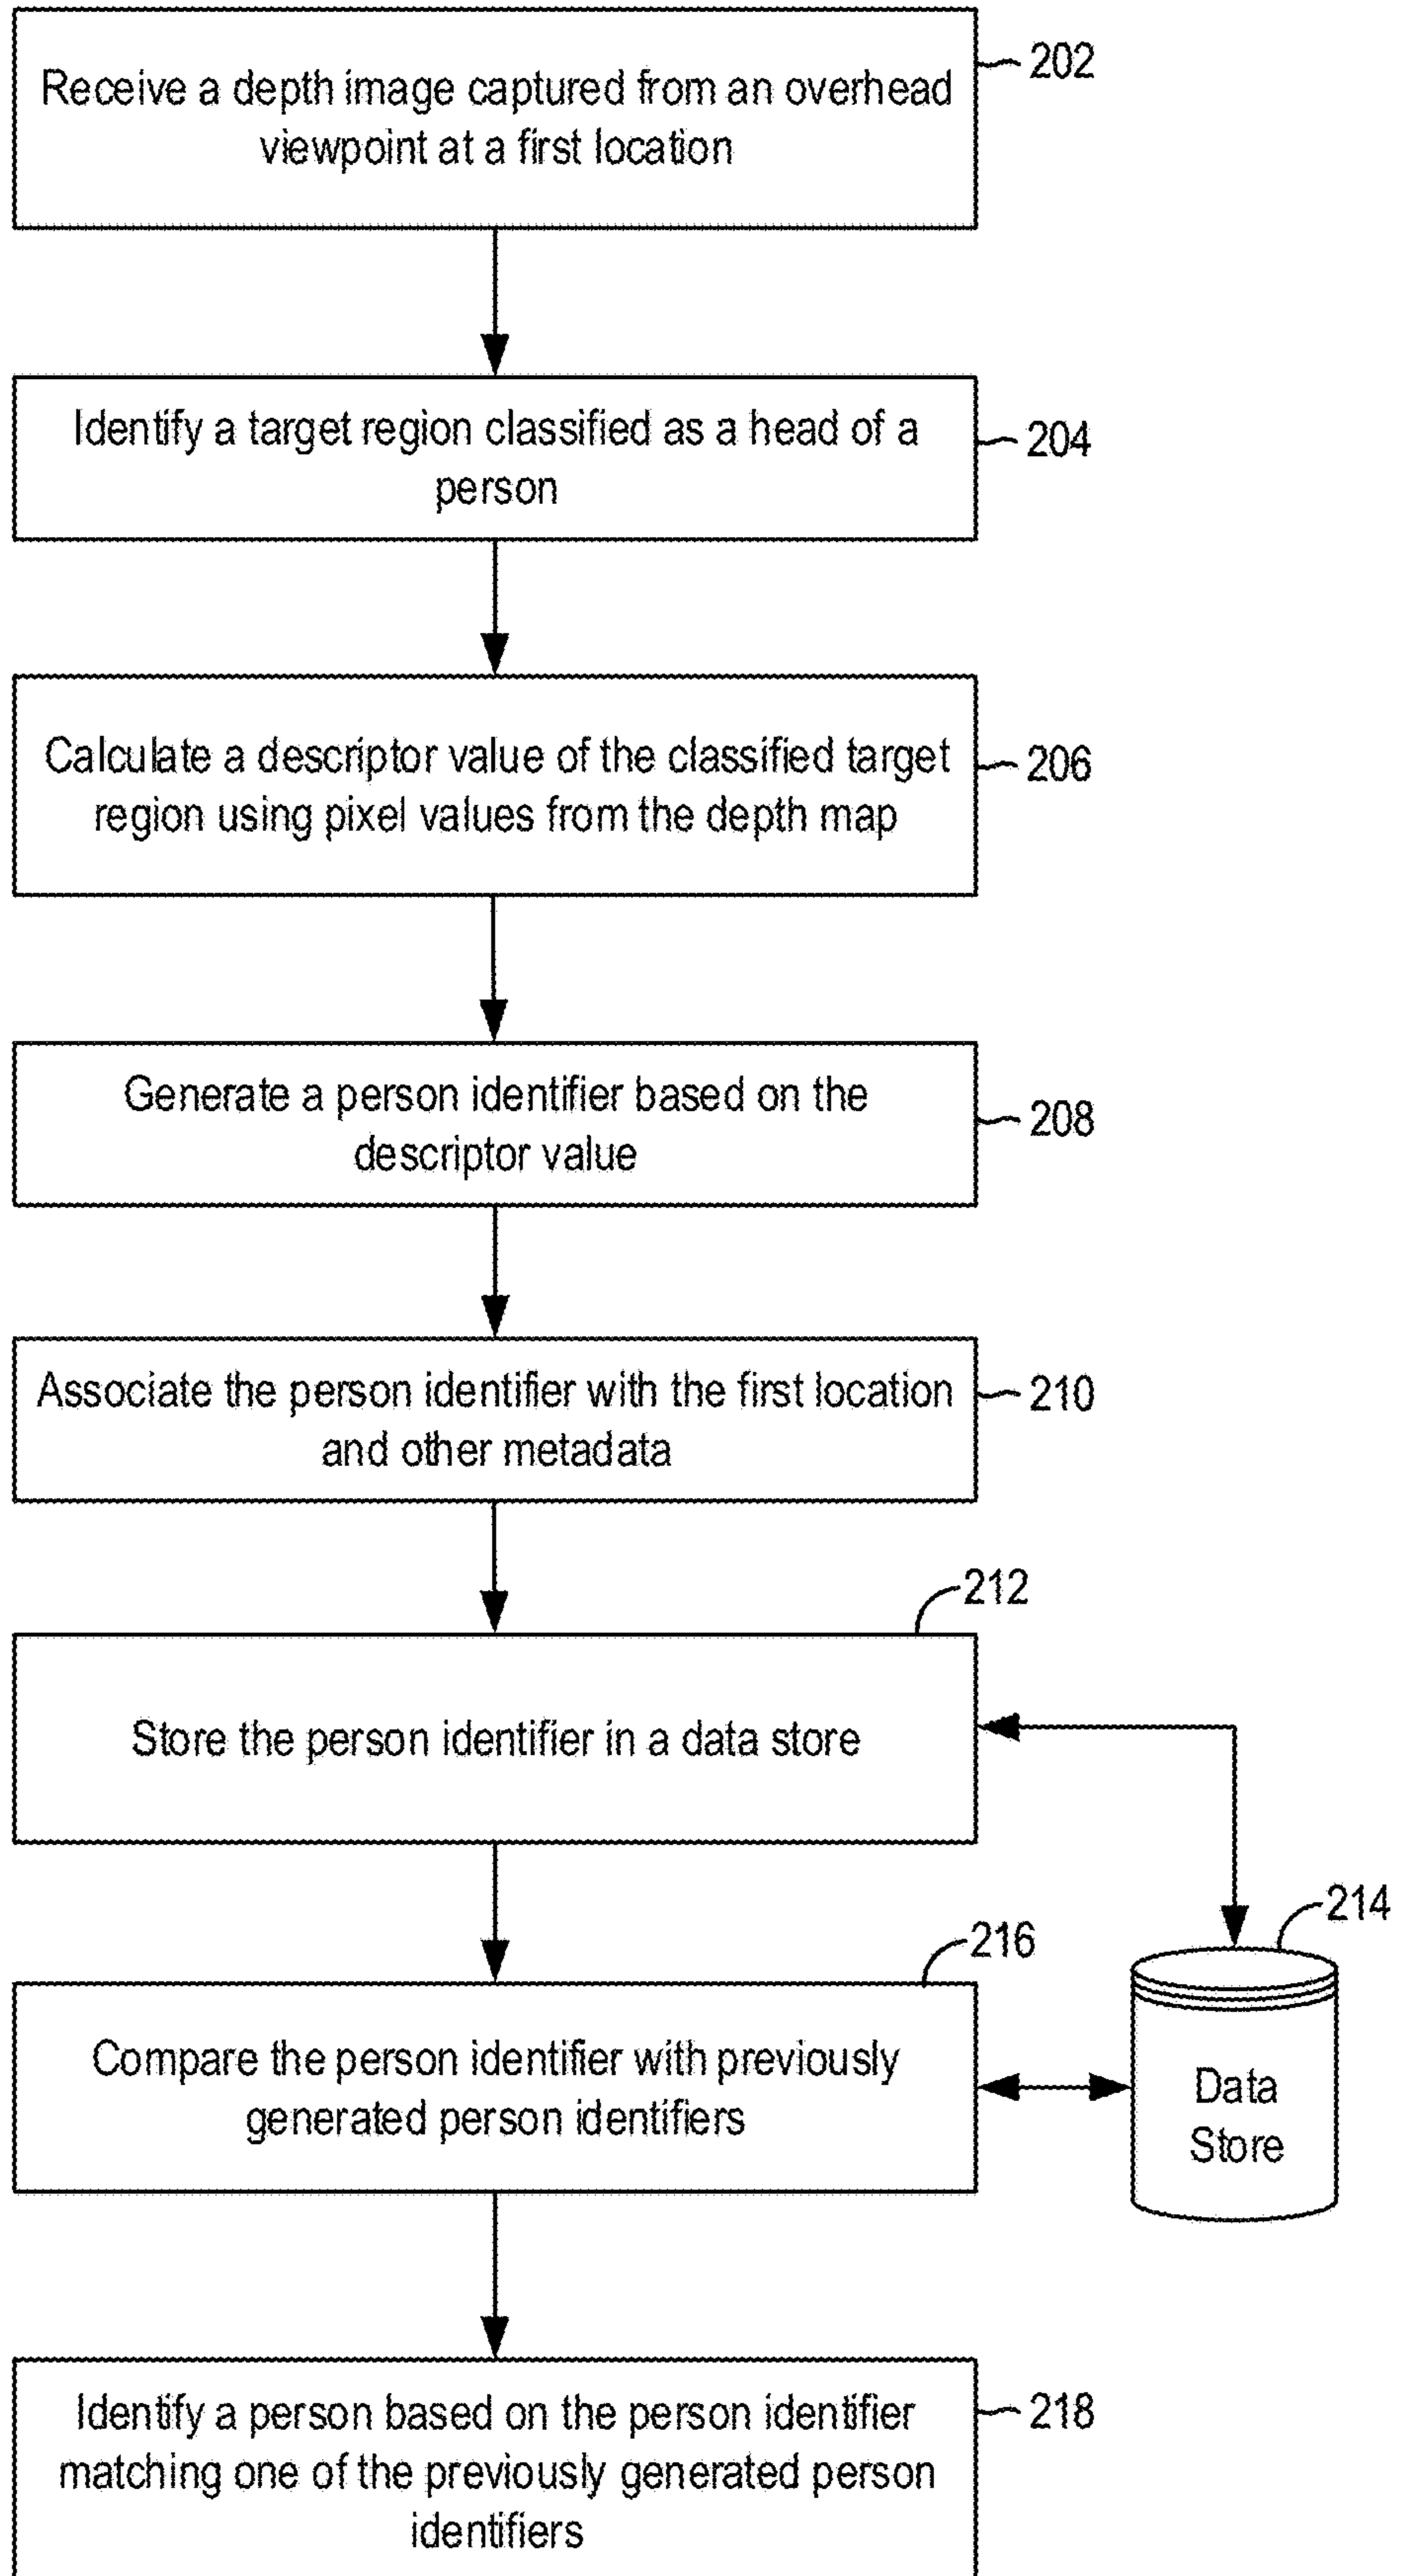 Receive a depth image captured from an overhead
viewpoint at a first location
202
Identify a target region classified as a head of a
person
204
Calculate a descriptor value of the classified target
region using pixel values from the depth map
206
Generate a person identifier based on the
descriptor value
208
Associate the person identifier with the first location
and other metadata
210
212
Store the person identifier in a data store
214
216
Compare the person identifier with previously
generated person identifiers
Data
Store
Identify a person based on the person identifier
matching one of the previously generated person
identifiers
218